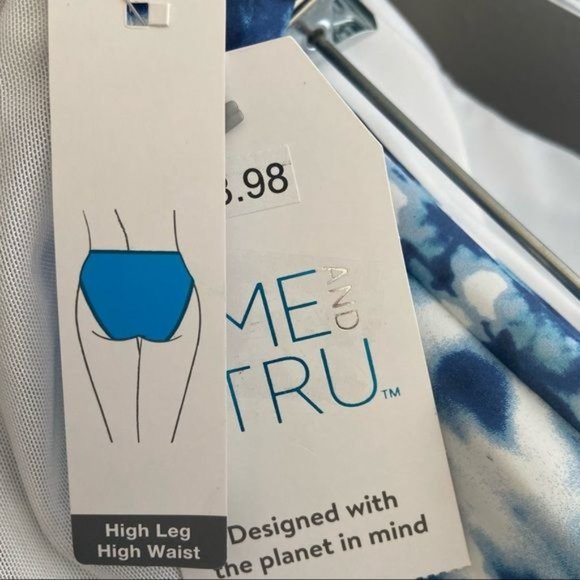 .98
ME AND
TRU™
Designed with
the planet in mind
High Leg
High Waist